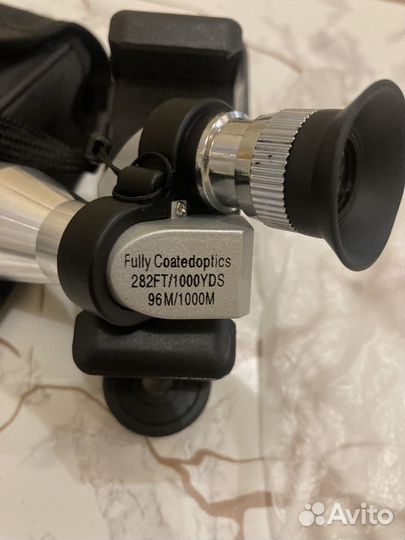 Fully Coatedoptics
282FT/1000YDS
96M/1000M
Avito